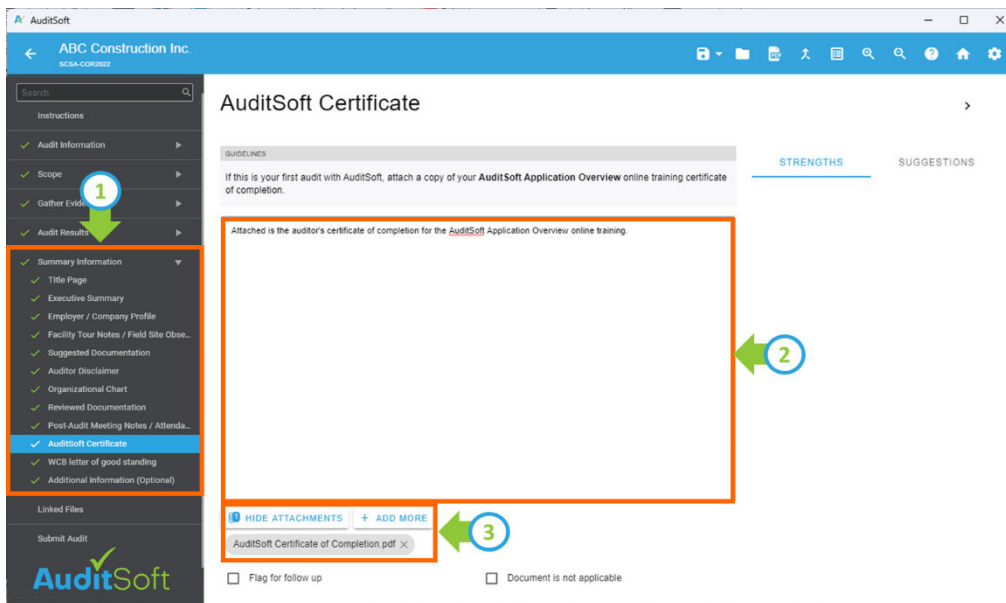 AuditSoft
ABC Construction Inc.
SCSA-COR2022
PDF
Search...
Instructions
Audit Information
Scope
Gather Evide
Audit Results
Summary Information
Title Page
Executive Summary
Employer / Company Profile
Facility Tour Notes / Field Site Obse...
Suggested Documentation
Auditor Disclaimer
Organizational Chart
Reviewed Documentation
Post-Audit Meeting Notes / Attenda...
AuditSoft Certificate
WCB letter of good standing
Additional Information (Optional)
Linked Files
Submit Audit
AuditSoft
1
AuditSoft Certificate
GUIDELINES
If this is your first audit with AuditSoft, attach a copy of your AuditSoft Application Overview online training certificate
of completion.
STRENGTHS
SUGGESTIONS
Attached is the auditor's certificate of completion for the AuditSoft Application Overview online training.
2
HIDE ATTACHMENTS
+ ADD MORE
AuditSoft Certificate of Completion.pdf
3
Flag for follow up
Document is not applicable